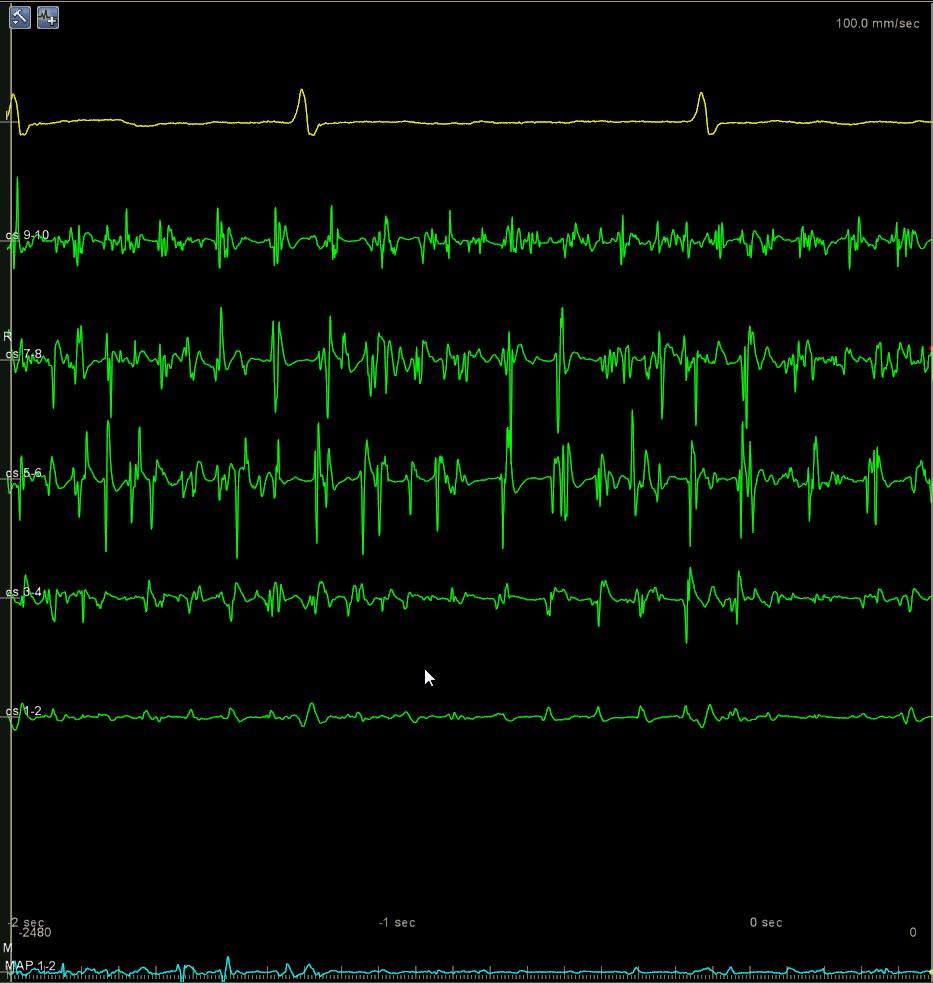 100.0 mm/sec
I
cs 9-10
R
cs 7-8
cs 5-6
cs 3-4
cs 1-2
-2 sec
-1 sec
0 sec
-2480
0
M
MAP 1-2